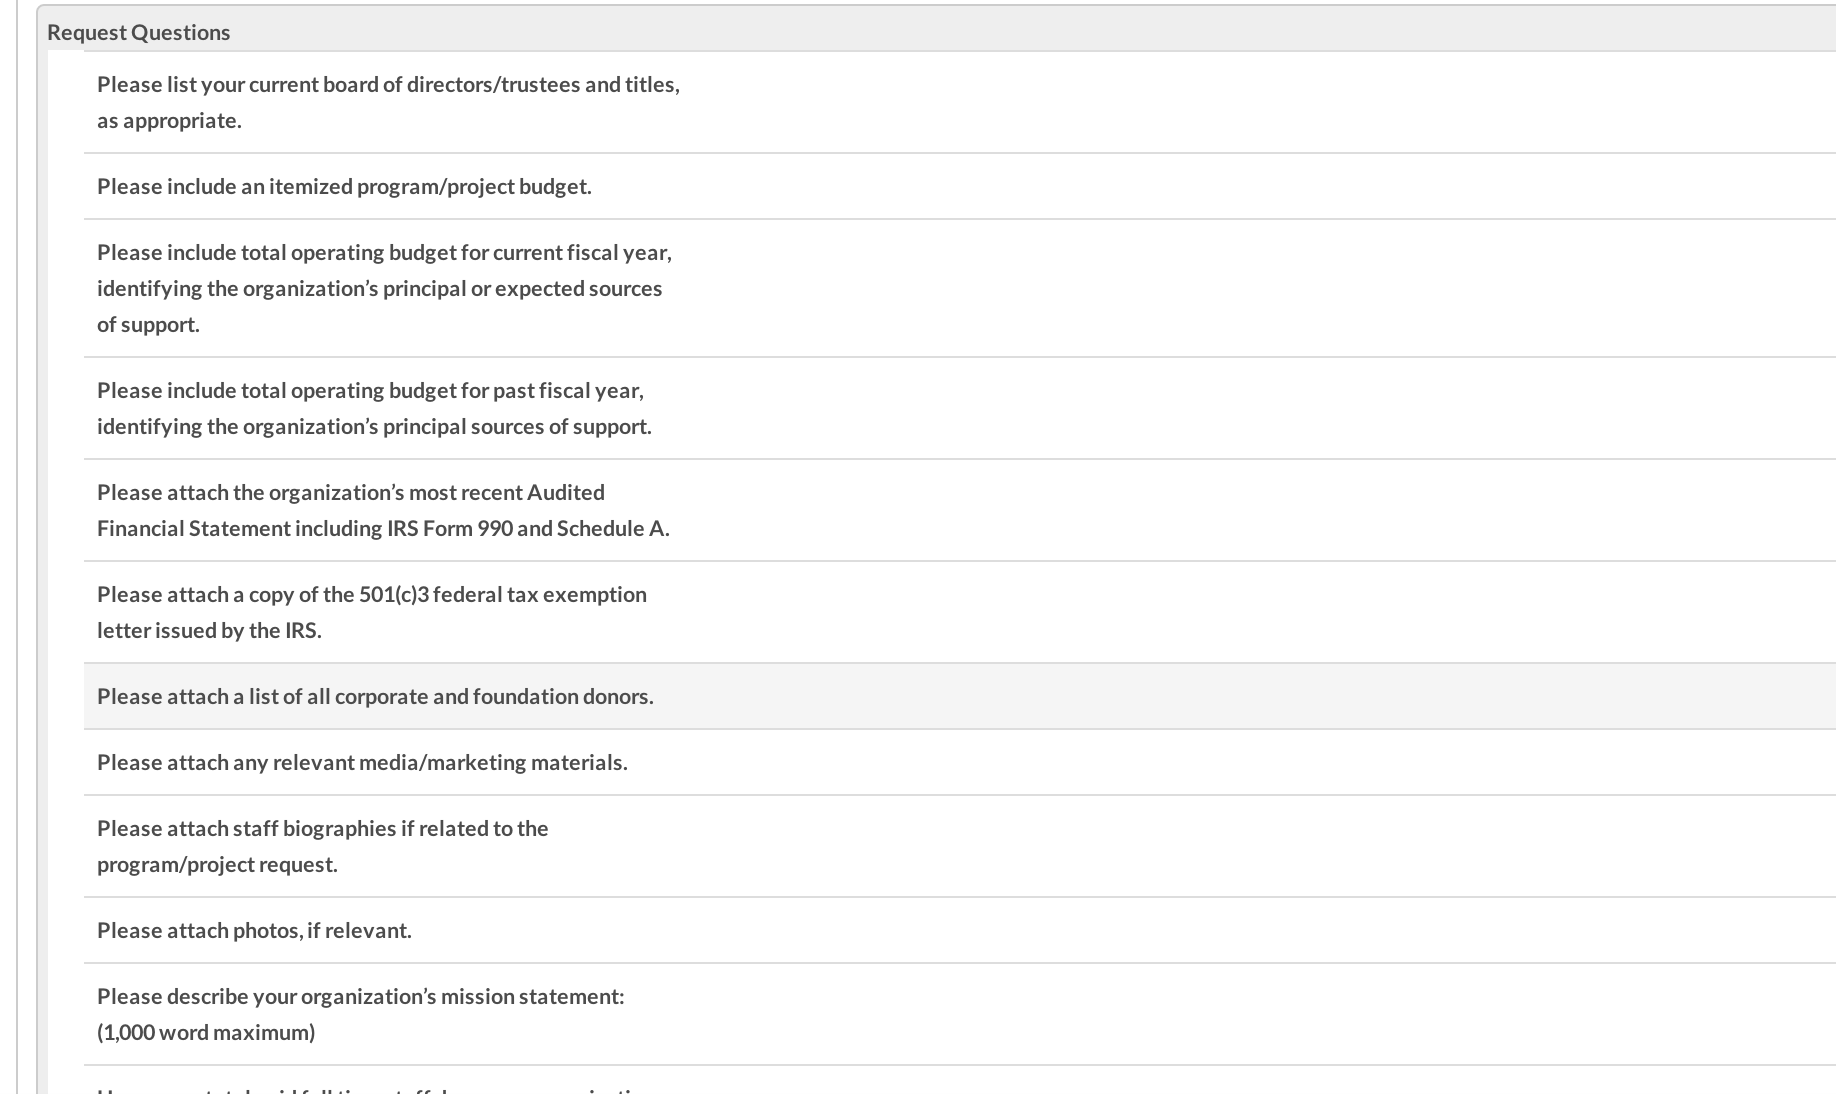 Request Questions
Please list your current board of directors/trustees and titles,
as appropriate.
Please include an itemized program/project budget.
Please include total operating budget for current fiscal year,
identifying the organization’s principal or expected sources
of support.
Please include total operating budget for past fiscal year,
identifying the organization’s principal sources of support.
Please attach the organization’s most recent Audited
Financial Statement including IRS Form 990 and Schedule A.
Please attach a copy of the 501(c)3 federal tax exemption
letter issued by the IRS.
Please attach a list of all corporate and foundation donors.
Please attach any relevant media/marketing materials.
Please attach staff biographies if related to the
program/project request.
Please attach photos, if relevant.
Please describe your organization’s mission statement:
(1,000 word maximum)